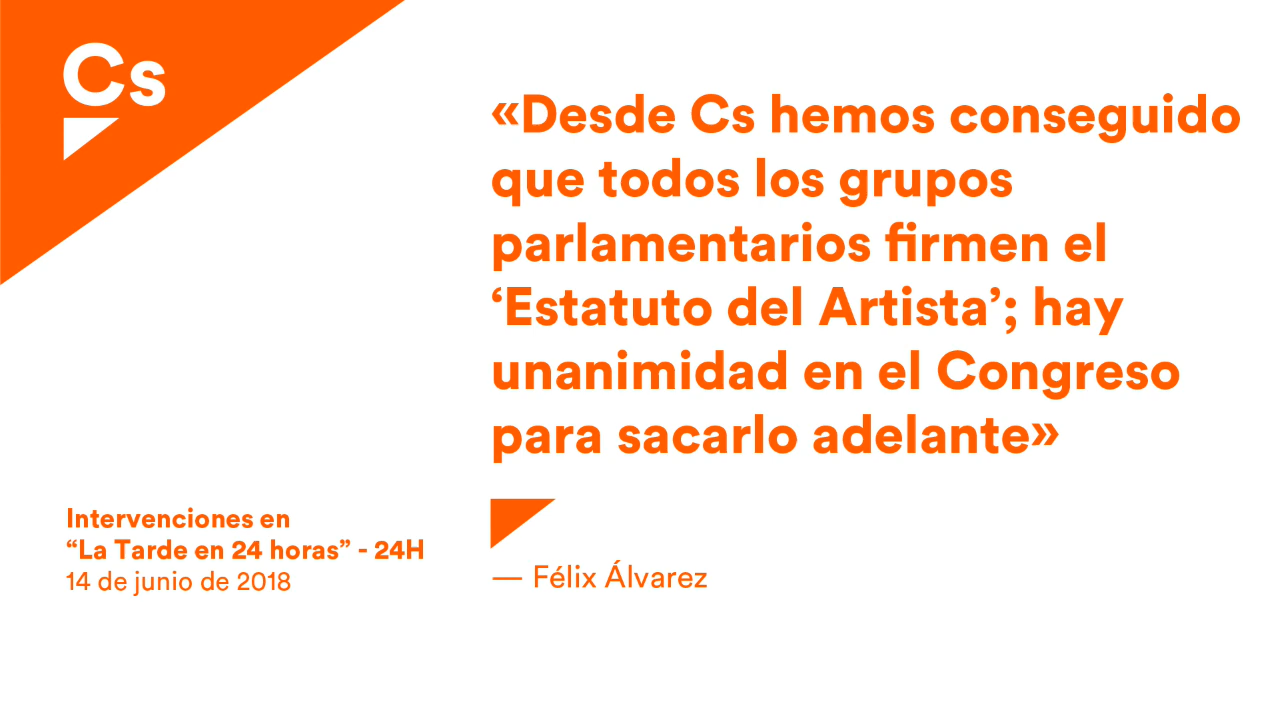 Cs
«Desde Cs hemos conseguido
que todos los grupos
parlamentarios firmen el
‘Estatuto del Artista’; hay
unanimidad en el Congreso
para sacarlo adelante»
— Félix Álvarez
Intervenciones en
“La Tarde en 24 horas” - 24H
14 de junio de 2018